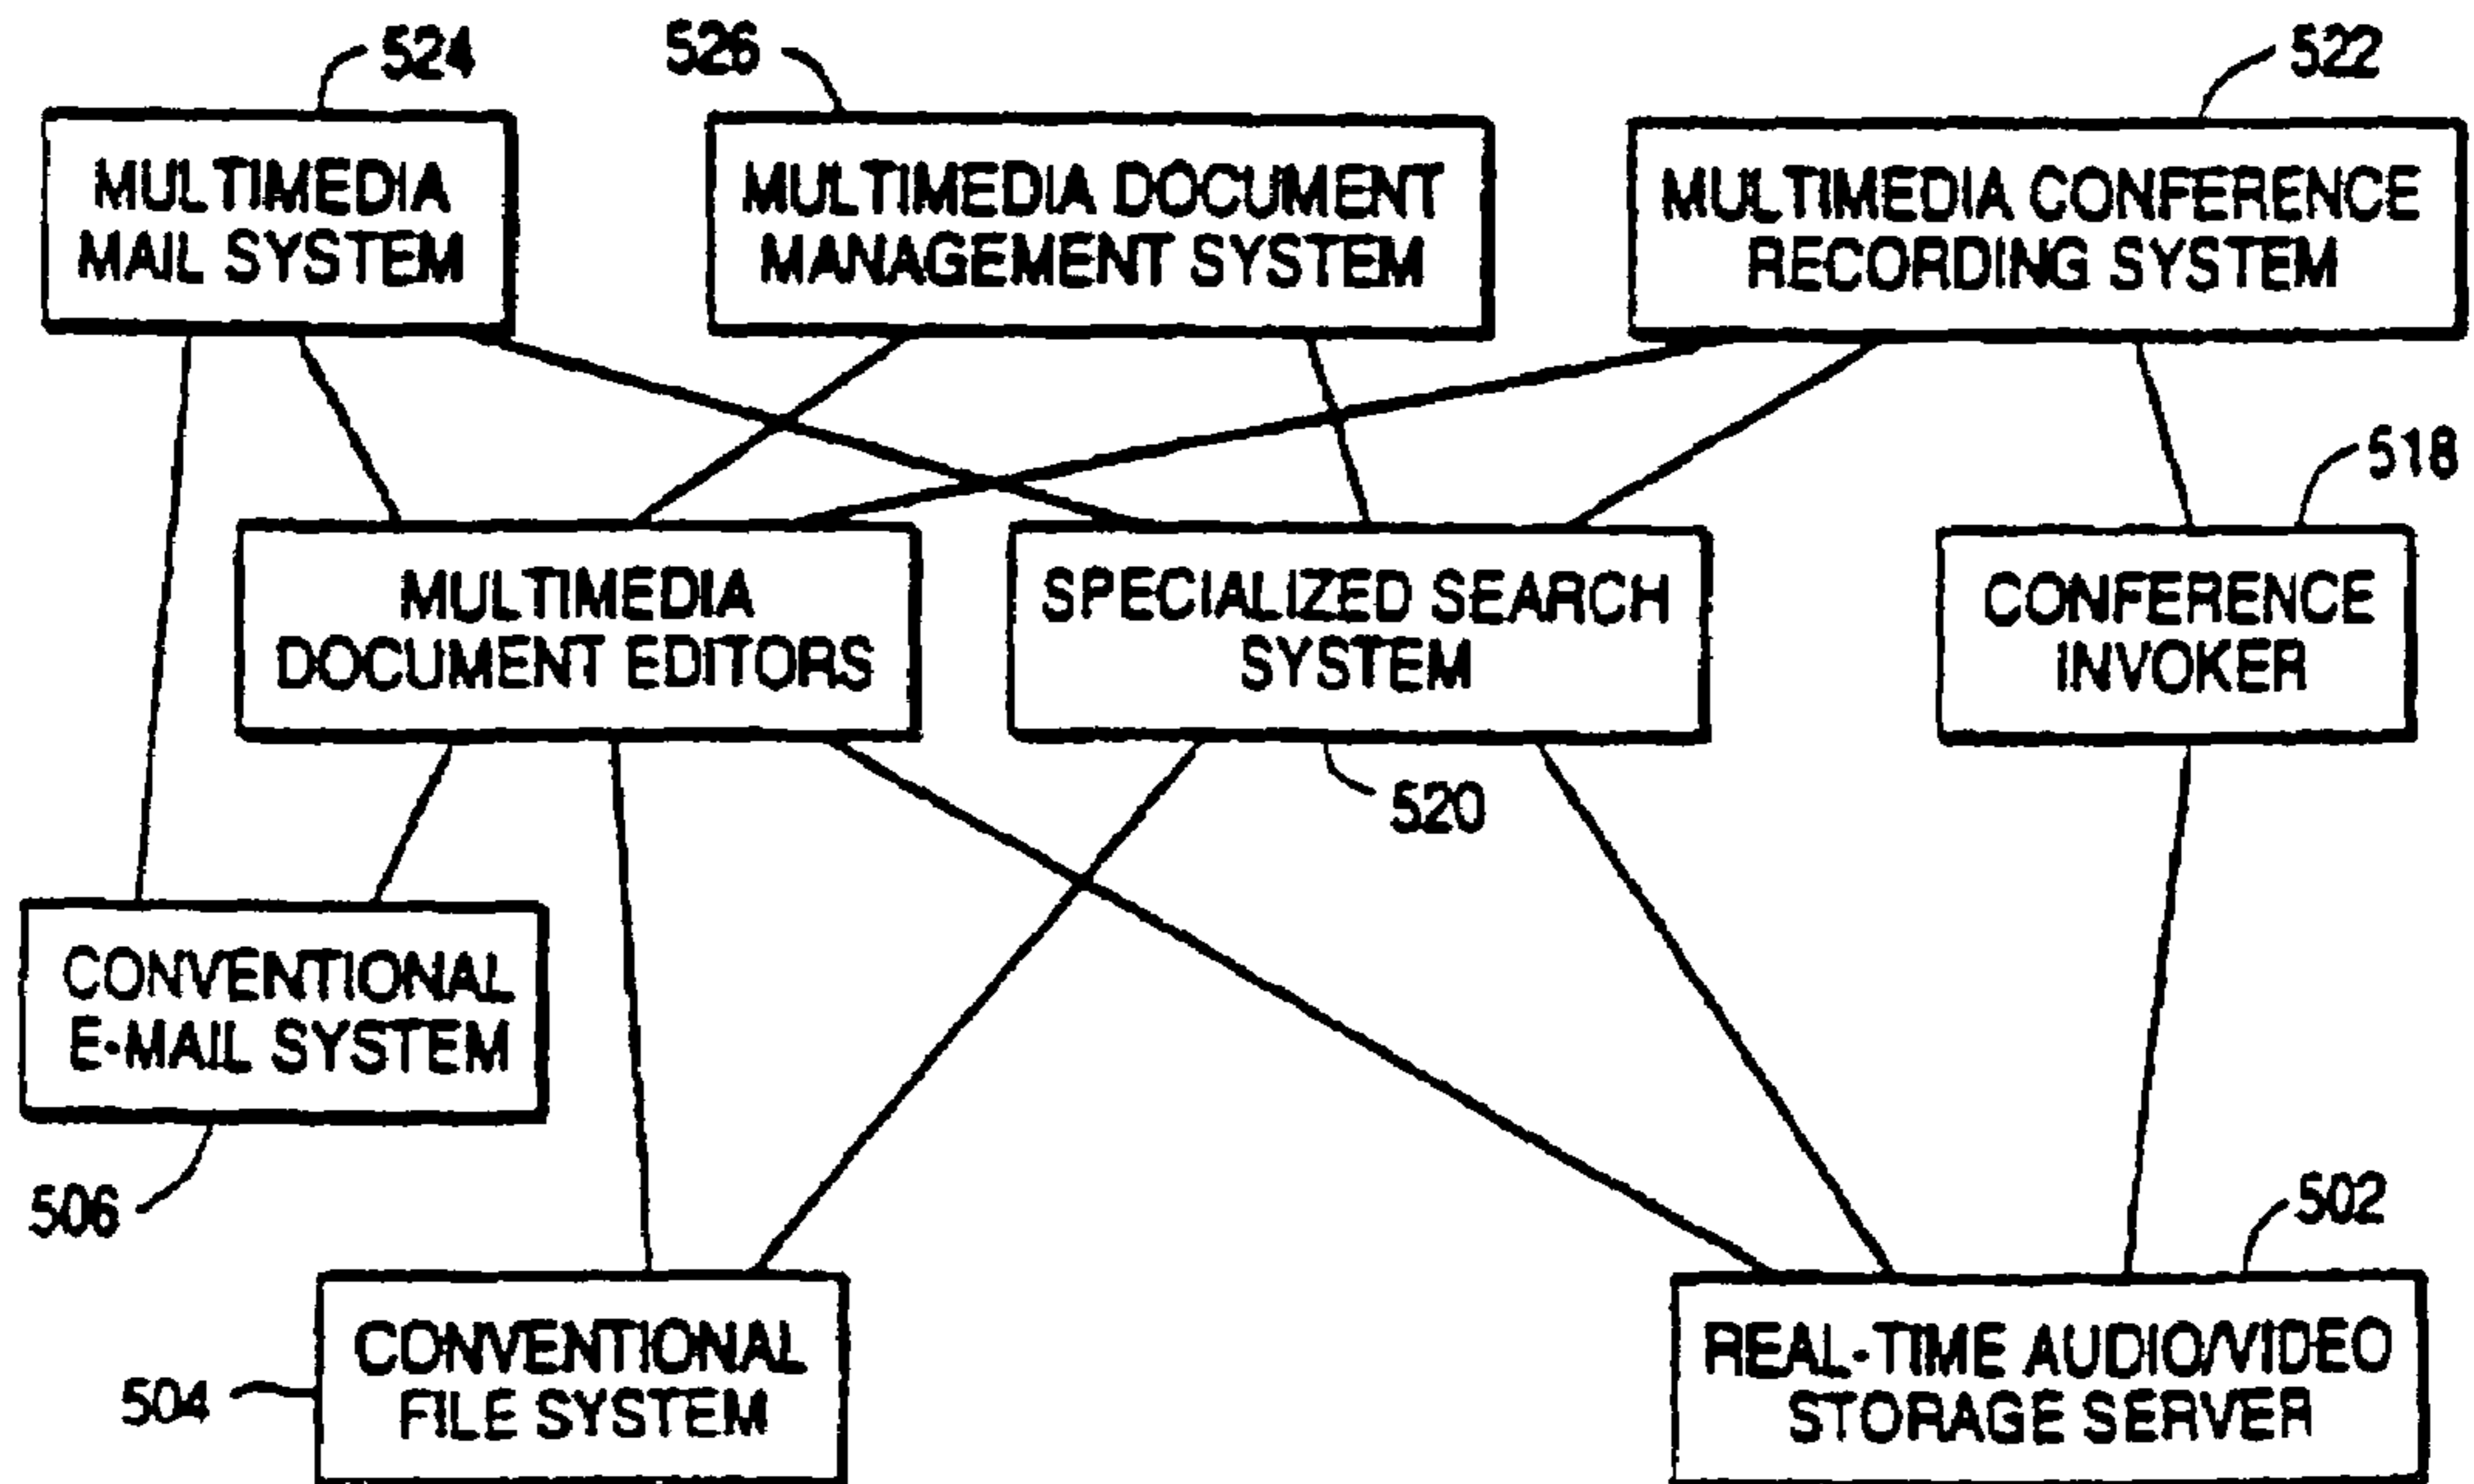 524
526
522
MULTIMEDIA
MAIL SYSTEM
MULTIMEDIA DOCUMENT
MANAGEMENT SYSTEM
MULTIMEDIA CONFERENCE
RECORDING SYSTEM
518
MULTIMEDIA
DOCUMENT EDITORS
SPECIALIZED SEARCH
SYSTEM
CONFERENCE
INVOKER
520
CONVENTIONAL
E-MAIL SYSTEM
506
502
504
CONVENTIONAL
FILE SYSTEM
REAL-TIME AUDIO/VIDEO
STORAGE SERVER